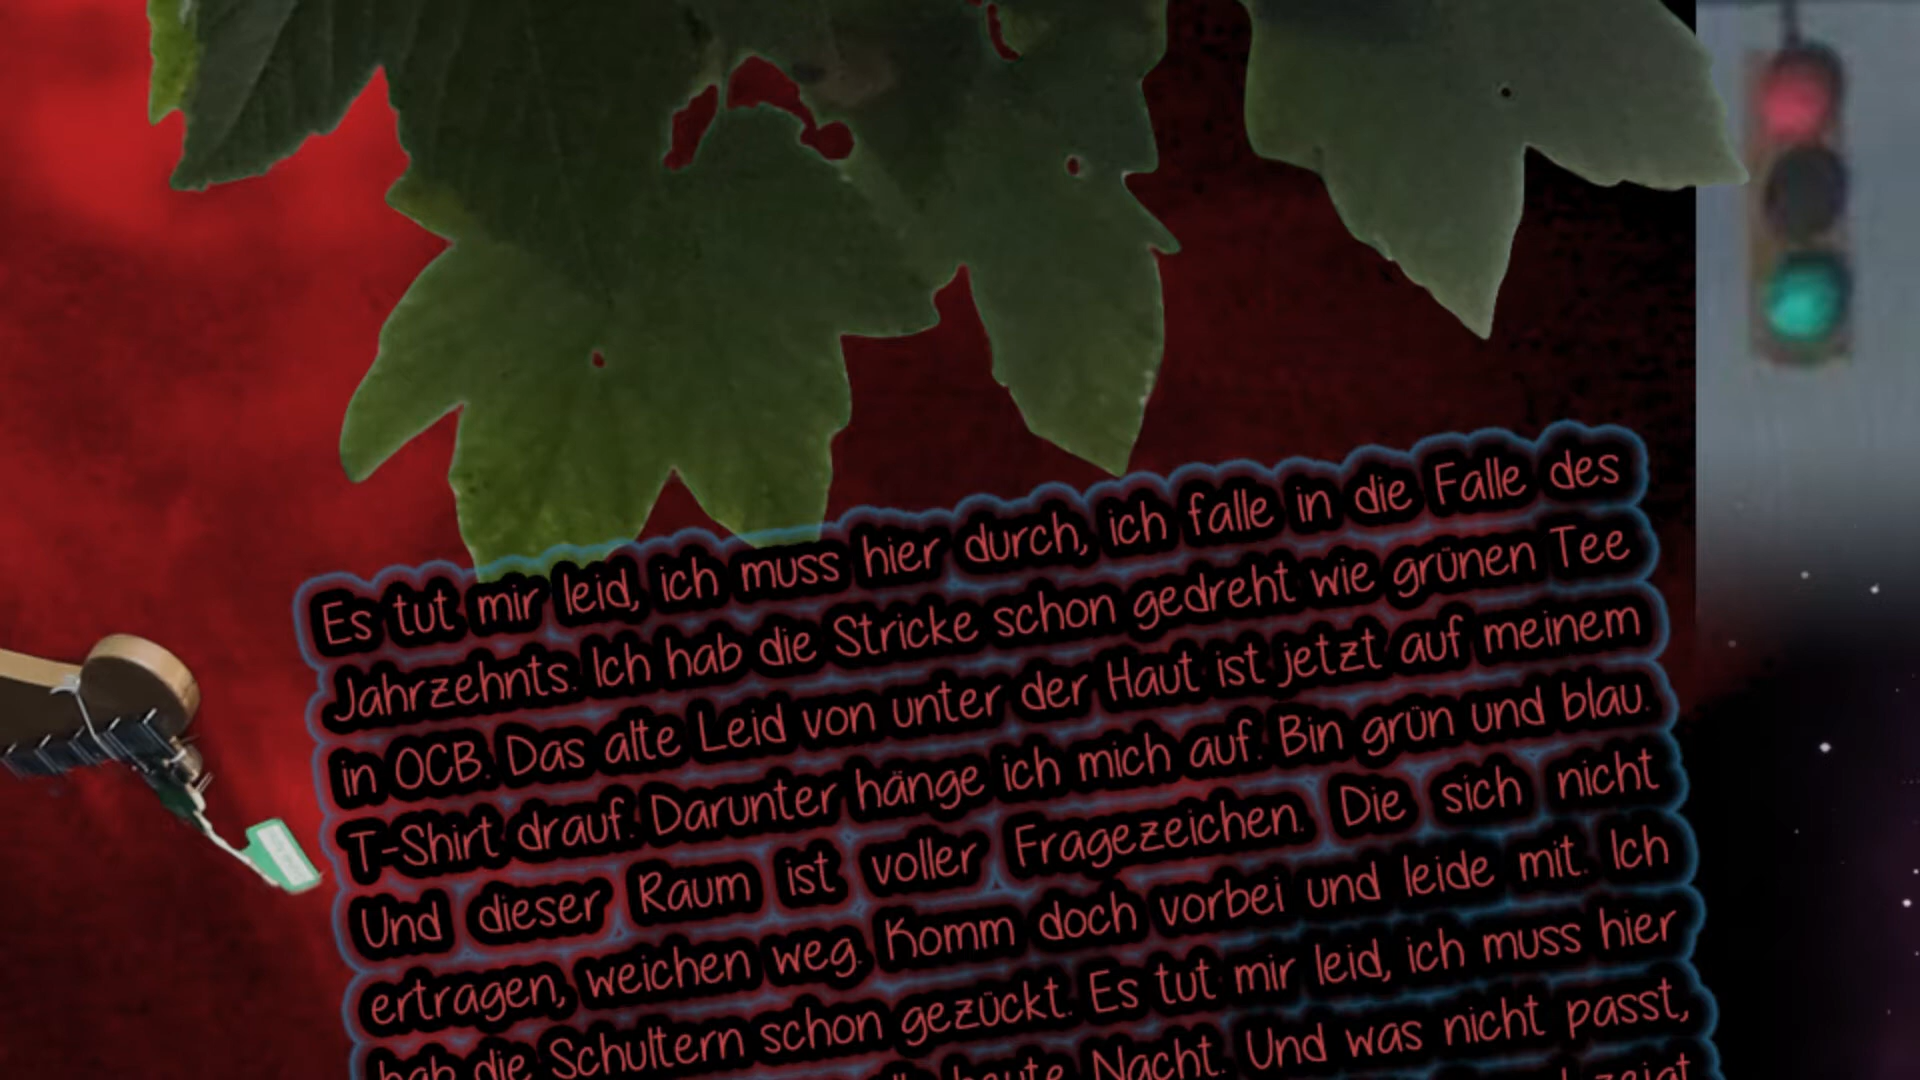 Es tut mir leid, ich muss hier durch, ich falle in die Falle des
Jahrzehnts. Ich hab die Stricke schon gedreht wie grünen Tee
in OCB. Das alte Leid von unter der Haut ist jetzt auf meinem
T-Shirt drauf. Darunter hänge ich mich auf. Bin grün und blau.
Und dieser Raum ist voller Fragezeichen. Die sich nicht
ertragen, weichen weg. Komm doch vorbei und leide mit. Ich
hab die Schultern schon gezückt. Es tut mir leid, ich muss hier
heute Nacht. Und was nicht passt,
zeigt